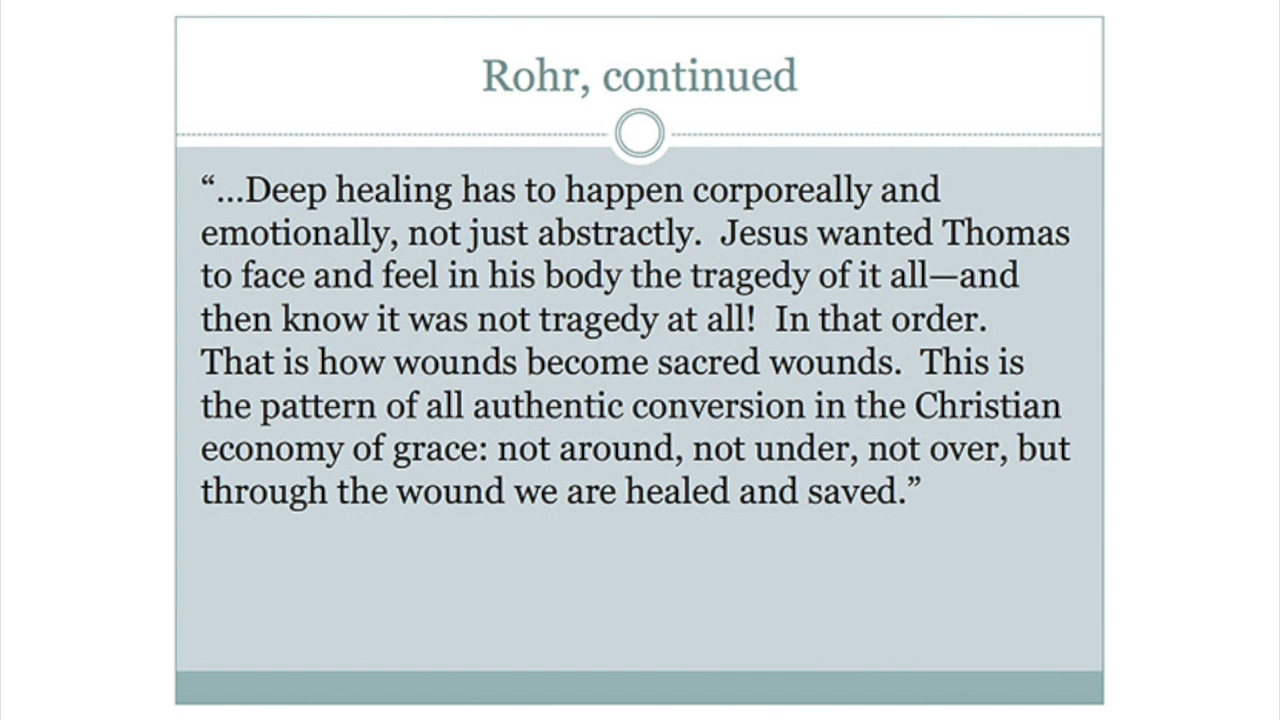 Rohr, continued
“…Deep healing has to happen corporeally and
emotionally, not just abstractly.  Jesus wanted Thomas
to face and feel in his body the tragedy of it all—and
then know it was not tragedy at all!  In that order.
That is how wounds become sacred wounds.  This is
the pattern of all authentic conversion in the Christian
economy of grace: not around, not under, not over, but
through the wound we are healed and saved.”